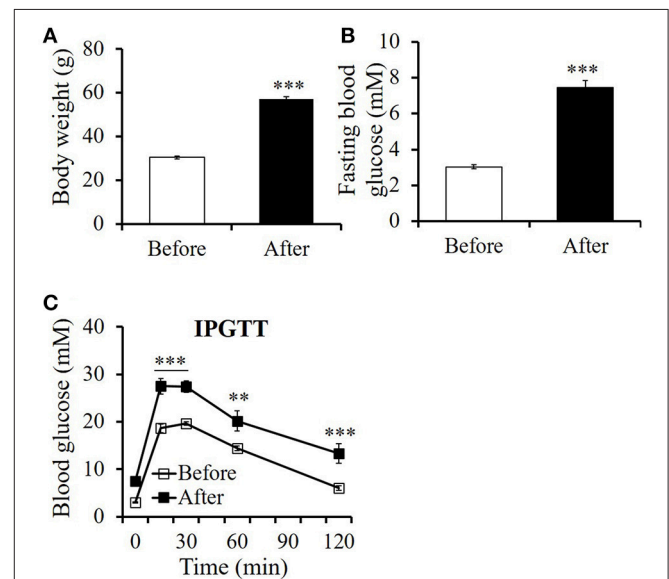 A
Body weight (g)
80
60
40
20
0
***
Before
After
B
Fasting blood
glucose (mM)
10
8
6
4
2
0
***
Before
After
C
IPGTT
Blood glucose (mM)
40
30
20
10
0
***
**
***
Before
After
0
30
60
90
120
Time (min)